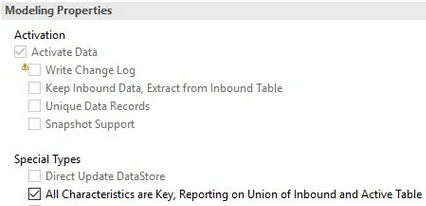 Modeling Properties
Activation
Activate Data
Write Change Log
Keep Inbound Data, Extract from Inbound Table
Unique Data Records
Snapshot Support
Special Types
Direct Update DataStore
All Characteristics are Key, Reporting on Union of Inbound and Active Table